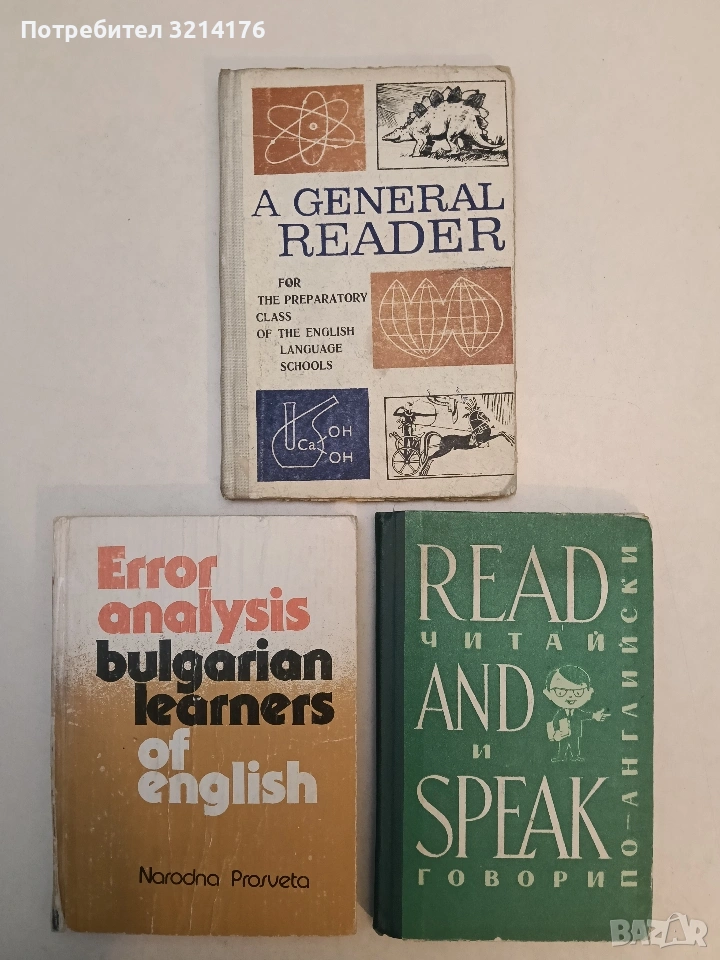 Потребител 3214176
A GENERAL
READER
FOR
THE PREPARATORY
CLASS
OF THE ENGLISH
LANGUAGE
SCHOOLS
Ca
OH
OH
Error
analysis
bulgarian
learners
of
english
Narodna Prosveta
READ
ЧИТАЙ
AND
И
SPEAK
ГОВОРИ
ПО-АНГЛИЙСКИ
BAZAR